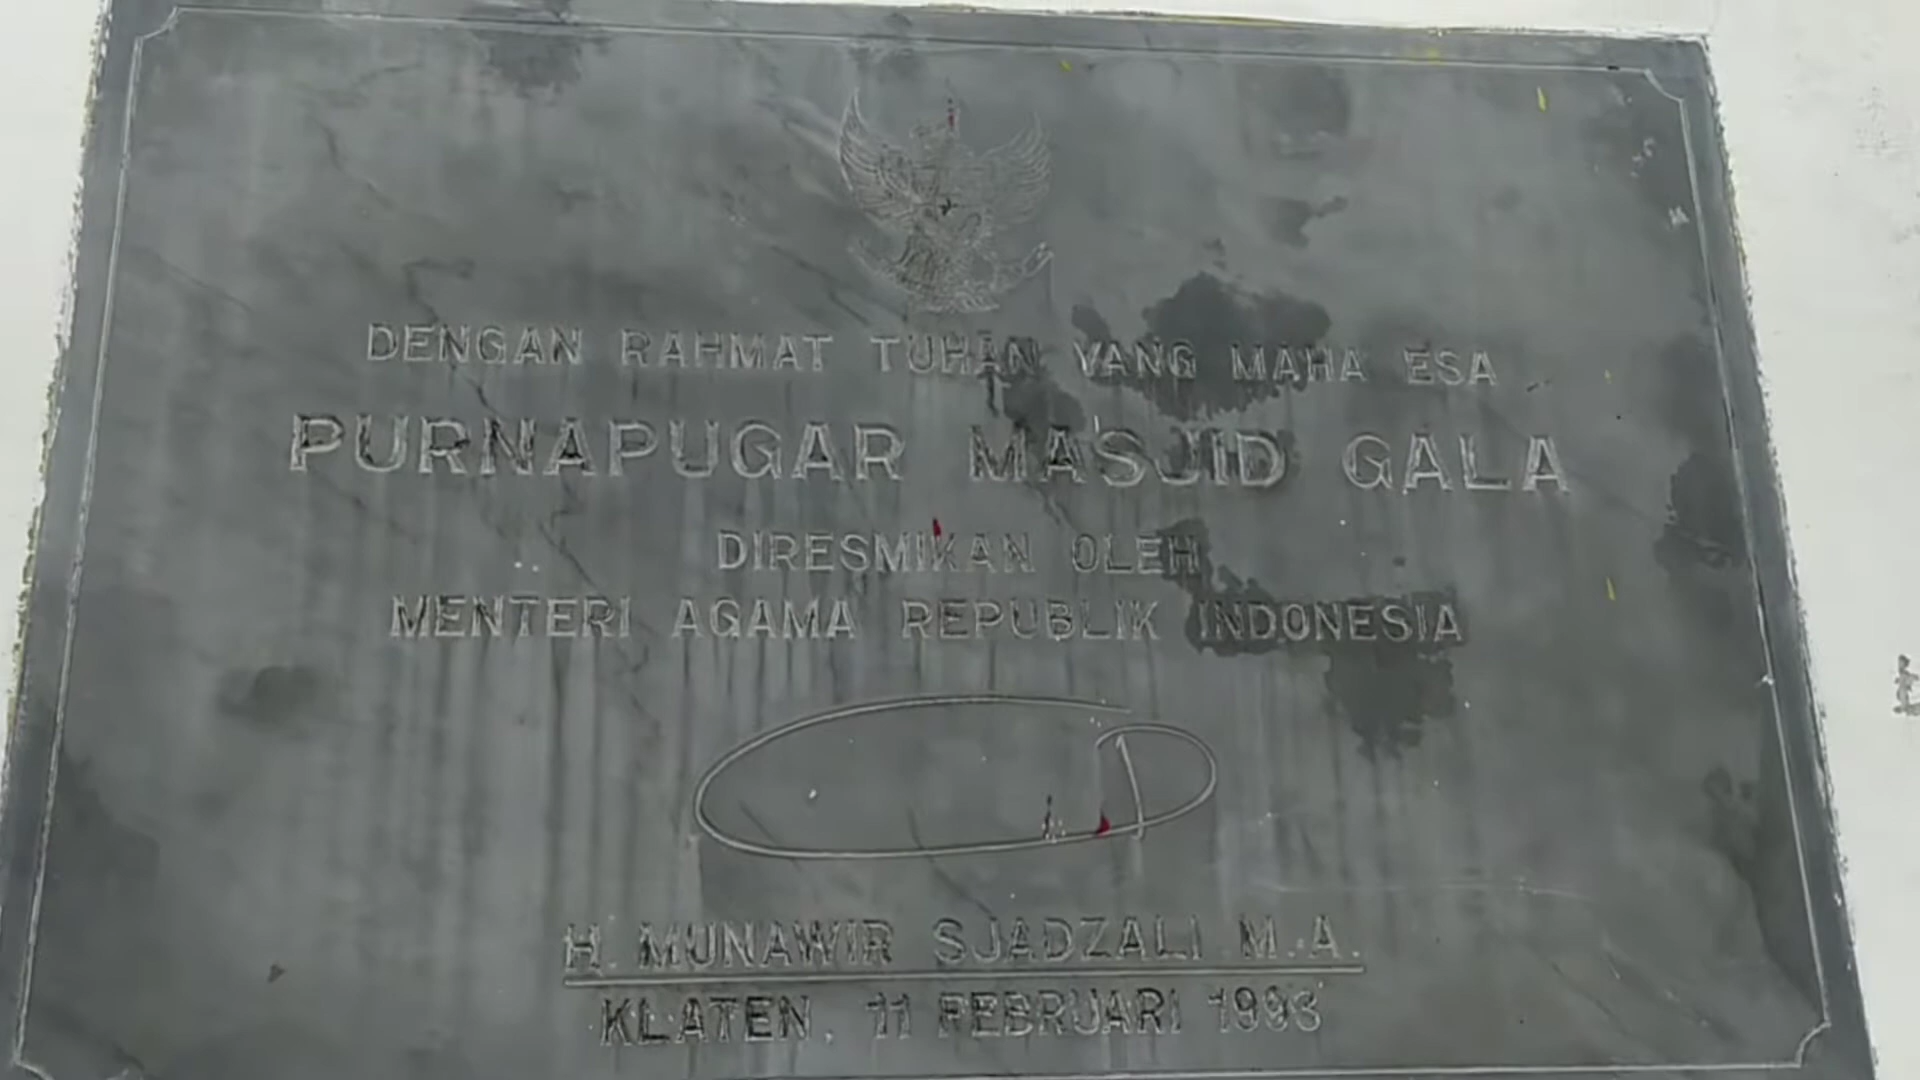 DENGAN RAHMAT TUHAN YANG MAHA ESA
PURNAPUGAR MASJID GALA
DIRESMIKAN OLEH
MENTERI AGAMA REPUBLIK INDONESIA
H. MUNAWIR SJADZALI M.A.
KLATEN, 11 FEBRUARI 1993